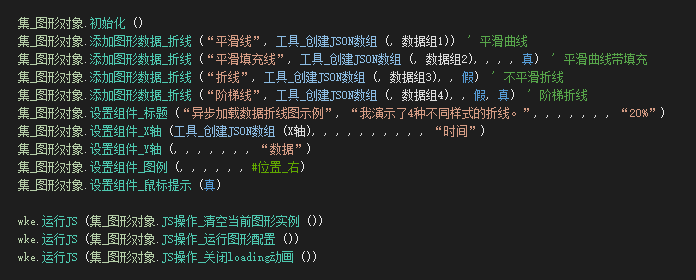 集_图形对象.初始化 ()
集_图形对象.添加图形数据_折线 (“平滑线”, 工具_创建JSON数组 (, 数据组1)) ' 平滑曲线
集_图形对象.添加图形数据_折线 (“平滑填充线”, 工具_创建JSON数组 (, 数据组2), , , , 真) ' 平滑曲线带填充
集_图形对象.添加图形数据_折线 (“折线”, 工具_创建JSON数组 (, 数据组3), , 假) ' 不平滑折线
集_图形对象.添加图形数据_折线 (“阶梯线”, 工具_创建JSON数组 (, 数据组4), , 假, 真) ' 阶梯折线
集_图形对象.设置组件_标题 (“异步加载数据折线图示例”, “我演示了4种不同样式的折线。”, , , , , , , “20%”)
集_图形对象.设置组件_X轴 (工具_创建JSON数组 (X轴), , , , , , , , , , “时间”)
集_图形对象.设置组件_Y轴 (, , , , , , , “数据”)
集_图形对象.设置组件_图例 (, , , , , , #位置_右)
集_图形对象.设置组件_鼠标提示 (真)
wke.运行JS (集_图形对象.JS操作_清空当前图形实例 ())
wke.运行JS (集_图形对象.JS操作_运行图形配置 ())
wke.运行JS (集_图形对象.JS操作_关闭loading动画 ())